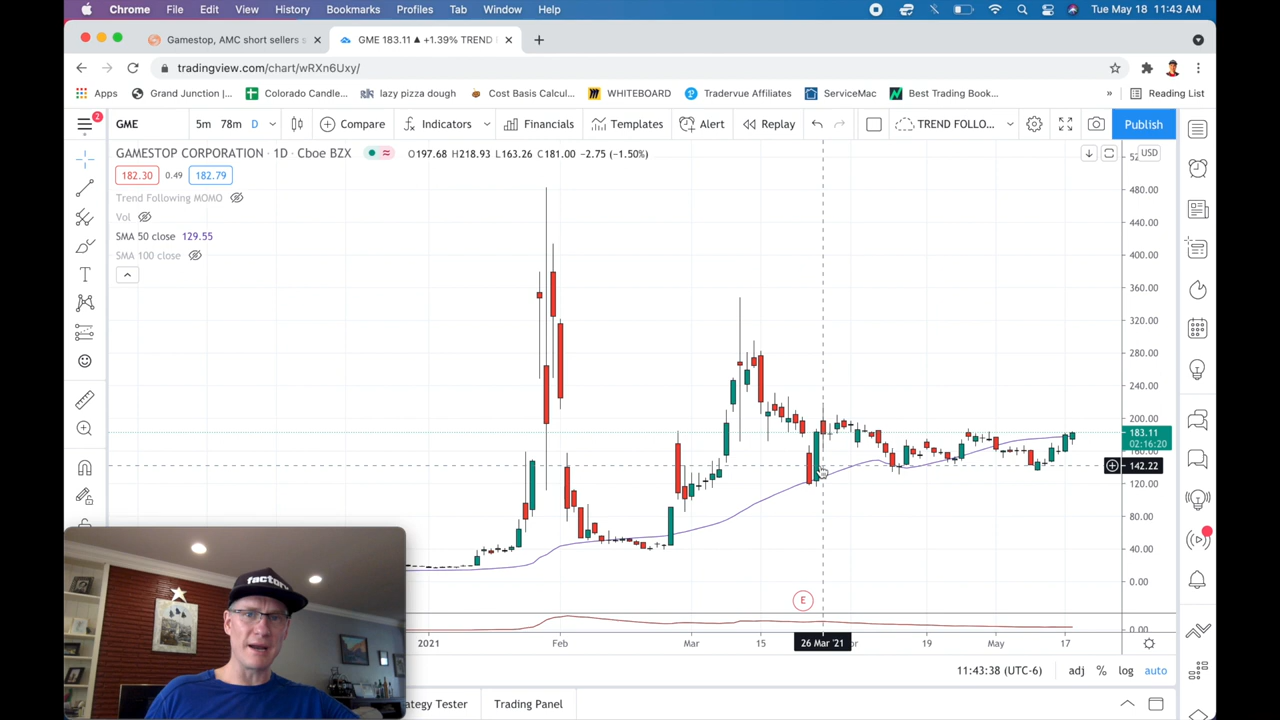 Chrome File Edit View History Bookmarks Profiles Tab Window Help Tue May 18 11:43 AM
Gamestop, AMC short sellers s × GME 183.11 ▲ +1.39% TREND × +
tradingview.com/chart/wRXn6Uxy/
Apps Grand Junction |... Colorado Candle... lazy pizza dough Cost Basis Calcul... WHITEBOARD Tradervue Affiliates ServiceMac Best Trading Book... » Reading List
2
GME 5m 78m D Compare Indicators Financials Templates Alert Replay TREND FOLLO... Publish
GAMESTOP CORPORATION · 1D · Cboe BZX O197.68 H218.93 L163.26 C181.00 −2.75 (−1.50%) USD
182.30 0.49 182.79
Trend Following MOMO
Vol
SMA 50 close 129.55
SMA 100 close
480.00
440.00
400.00
360.00
320.00
280.00
240.00
200.00
183.11
02:16:20
160.00
142.22
120.00
80.00
40.00
0.00
E
0.00
2021 Feb Mar 15 26 Mar '21 pr 19 May 17
11:43:38 (UTC-6) adj % log auto
ategy Tester Trading Panel
factor